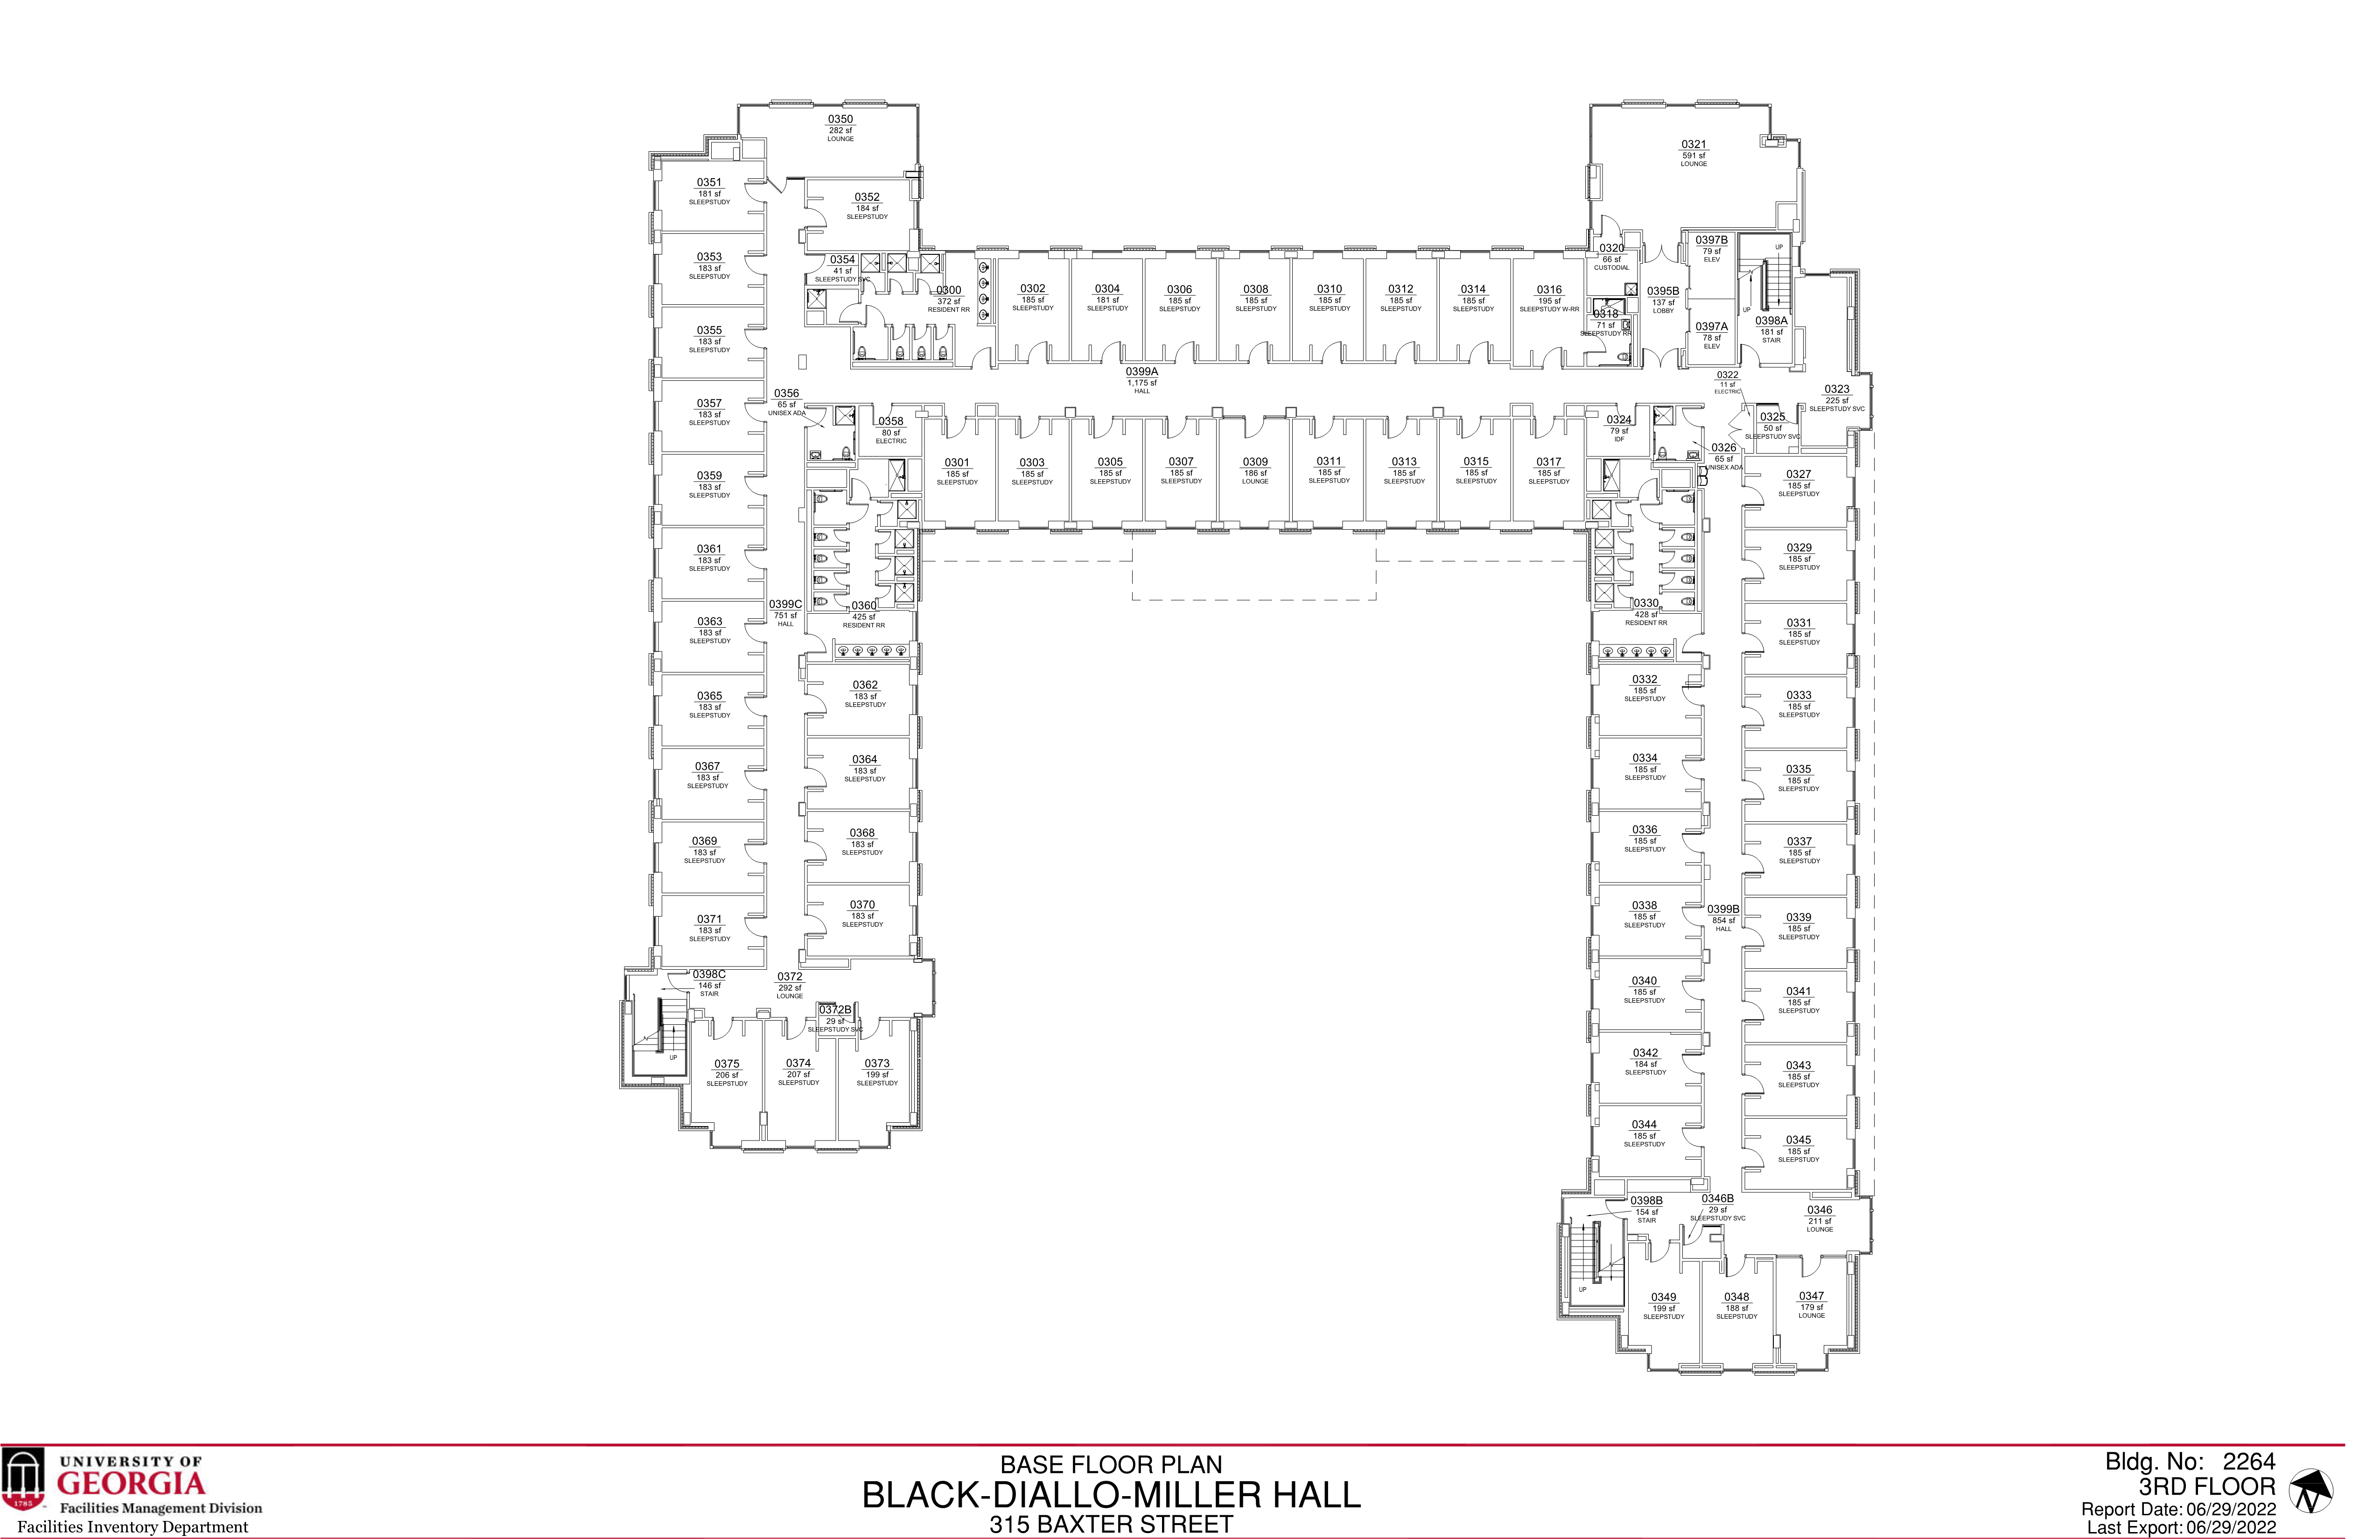 0350
282 sf
LOUNGE
0321
591 sf
LOUNGE
0351
181 sf
SLEEPSTUDY
0352
184 sf
SLEEPSTUDY
0353
183 sf
SLEEPSTUDY
0354
41 sf
SLEEPSTUDY SVC
0300
372 sf
RESIDENT RR
0302
185 sf
SLEEPSTUDY
0304
181 sf
SLEEPSTUDY
0306
185 sf
SLEEPSTUDY
0308
185 sf
SLEEPSTUDY
0310
185 sf
SLEEPSTUDY
0312
185 sf
SLEEPSTUDY
0314
185 sf
SLEEPSTUDY
0316
195 sf
SLEEPSTUDY W-RR
0320
66 sf
CUSTODIAL
0318
71 sf
SLEEPSTUDY RR
0395B
137 sf
LOBBY
0397B
79 sf
ELEV
0397A
78 sf
ELEV
UP
UP
0398A
181 sf
STAIR
0355
183 sf
SLEEPSTUDY
0399A
1,175 sf
HALL
0322
11 sf
ELECTRIC
0323
225 sf
SLEEPSTUDY SVC
0325
50 sf
SLEEPSTUDY SVC
0357
183 sf
SLEEPSTUDY
0356
65 sf
UNISEX ADA
0358
80 sf
ELECTRIC
0301
185 sf
SLEEPSTUDY
0303
185 sf
SLEEPSTUDY
0305
185 sf
SLEEPSTUDY
0307
185 sf
SLEEPSTUDY
0309
186 sf
LOUNGE
0311
185 sf
SLEEPSTUDY
0313
185 sf
SLEEPSTUDY
0315
185 sf
SLEEPSTUDY
0317
185 sf
SLEEPSTUDY
0324
79 sf
IDF
0326
65 sf
UNISEX ADA
0327
185 sf
SLEEPSTUDY
0359
183 sf
SLEEPSTUDY
0361
183 sf
SLEEPSTUDY
0329
185 sf
SLEEPSTUDY
0363
183 sf
SLEEPSTUDY
0399C
751 sf
HALL
0360
425 sf
RESIDENT RR
0330
428 sf
RESIDENT RR
0331
185 sf
SLEEPSTUDY
0365
183 sf
SLEEPSTUDY
0362
183 sf
SLEEPSTUDY
0332
185 sf
SLEEPSTUDY
0333
185 sf
SLEEPSTUDY
0367
183 sf
SLEEPSTUDY
0364
183 sf
SLEEPSTUDY
0334
185 sf
SLEEPSTUDY
0335
185 sf
SLEEPSTUDY
0369
183 sf
SLEEPSTUDY
0368
183 sf
SLEEPSTUDY
0336
185 sf
SLEEPSTUDY
0337
185 sf
SLEEPSTUDY
0371
183 sf
SLEEPSTUDY
0370
183 sf
SLEEPSTUDY
0338
185 sf
SLEEPSTUDY
0399B
854 sf
HALL
0339
185 sf
SLEEPSTUDY
0398C
146 sf
STAIR
0372
292 sf
LOUNGE
0372B
29 sf
SLEEPSTUDY SVC
0340
185 sf
SLEEPSTUDY
0341
185 sf
SLEEPSTUDY
UP
0375
206 sf
SLEEPSTUDY
0374
207 sf
SLEEPSTUDY
0373
199 sf
SLEEPSTUDY
0342
184 sf
SLEEPSTUDY
0343
185 sf
SLEEPSTUDY
0344
185 sf
SLEEPSTUDY
0345
185 sf
SLEEPSTUDY
0398B
154 sf
STAIR
0346B
29 sf
SLEEPSTUDY SVC
0346
211 sf
LOUNGE
UP
0349
199 sf
SLEEPSTUDY
0348
188 sf
SLEEPSTUDY
0347
179 sf
LOUNGE
1785
UNIVERSITY OF
GEORGIA
Facilities Management Division
Facilities Inventory Department
BASE FLOOR PLAN
BLACK-DIALLO-MILLER HALL
315 BAXTER STREET
Bldg. No: 2264
3RD FLOOR
Report Date: 06/29/2022
Last Export: 06/29/2022
N